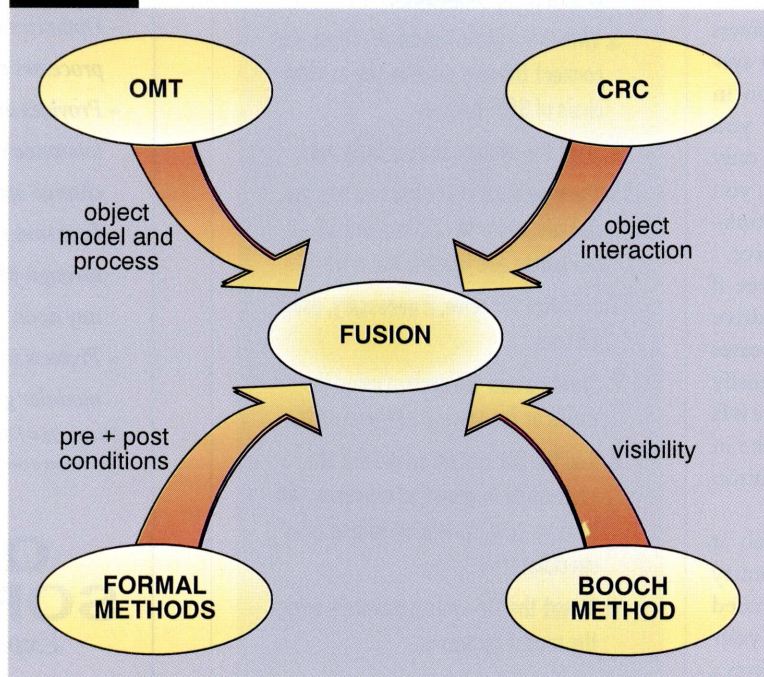 OMT
CRC
object
model and
process
object
interaction
FUSION
pre + post
conditions
visibility
FORMAL
METHODS
BOOCH
METHOD